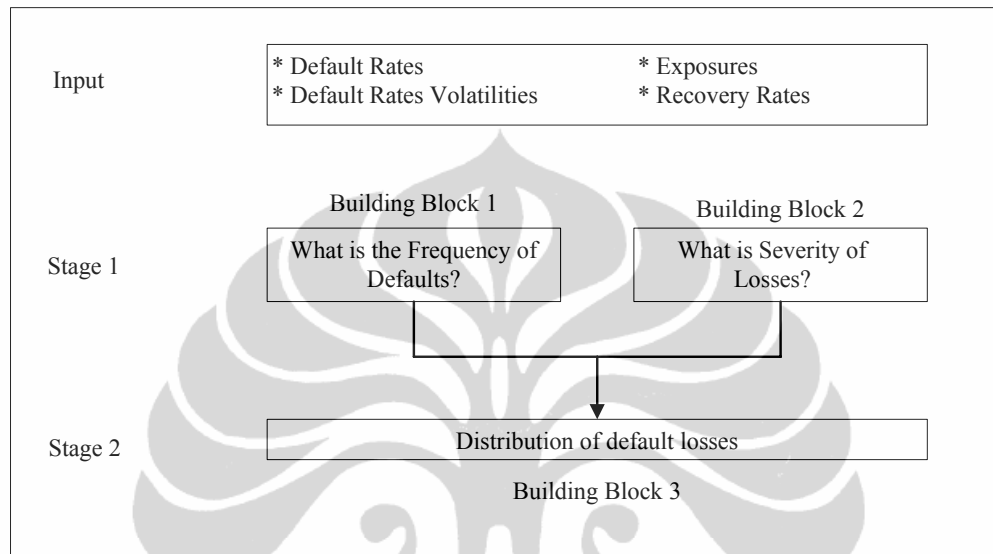 Input
* Default Rates
* Exposures
* Default Rates Volatilities
* Recovery Rates
Building Block 1
Building Block 2
Stage 1
What is the Frequency of
Defaults?
What is Severity of
Losses?
Stage 2
Distribution of default losses
Building Block 3